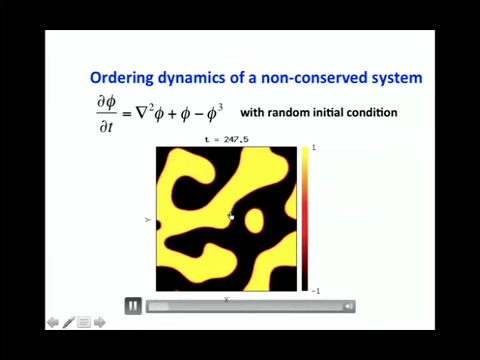 Ordering dynamics of a non-conserved system
∂ϕ/∂t = ∇²ϕ + ϕ − ϕ³ with random initial condition
t = 247.5
1
Y
-1
X